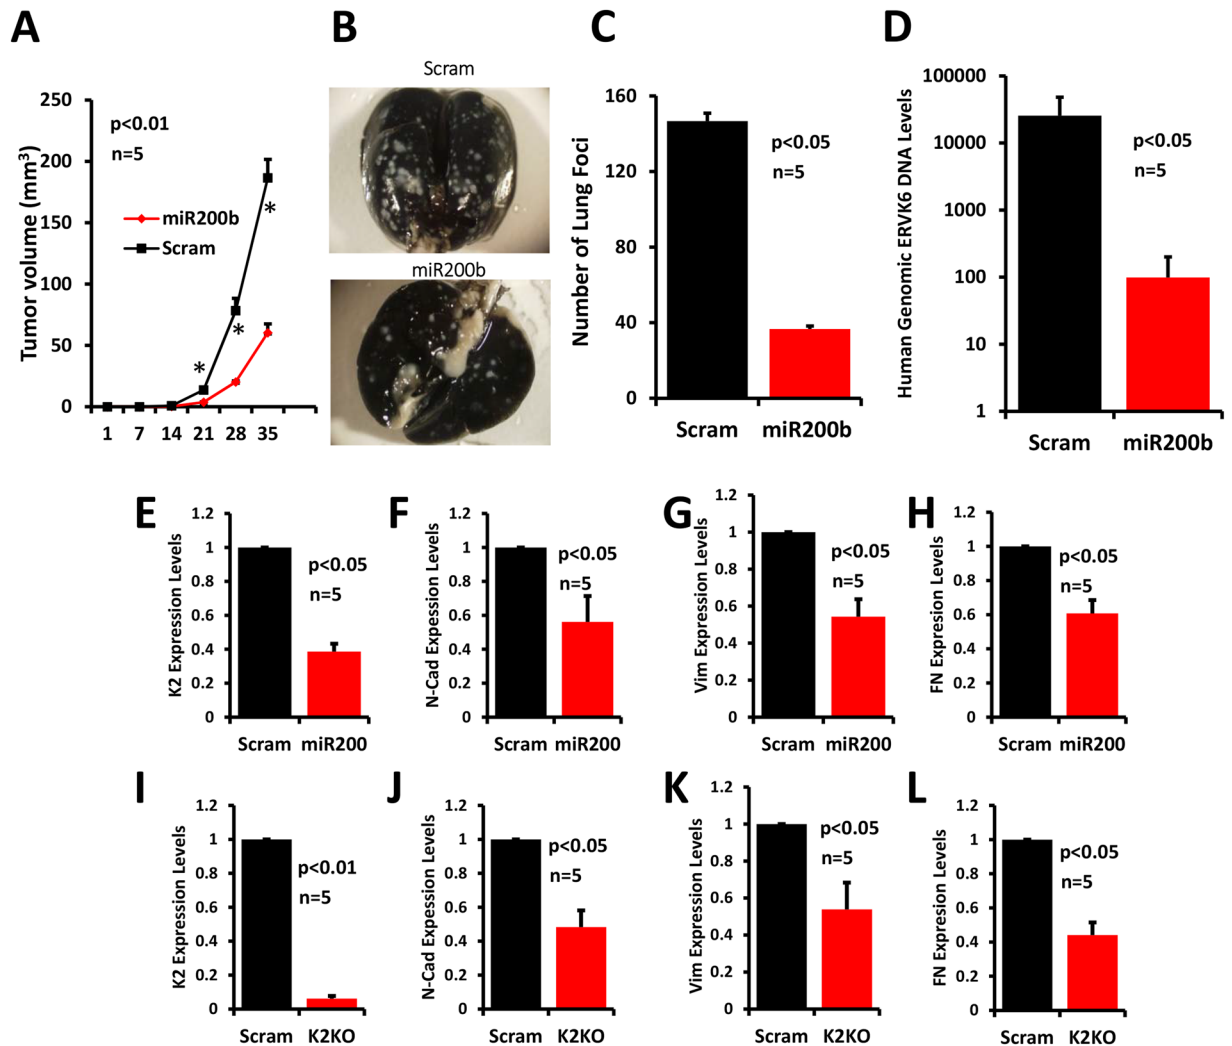 A
B
C
D
Scram
miR200b
Tumor volume (mm³)
250
200
150
100
50
0
1 7 14 21 28 35
p<0.01
n=5
miR200b
Scram
*
*
*
Number of Lung Foci
160
120
80
40
0
p<0.05
n=5
Scram miR200b
Human Genomic ERVK6 DNA Levels
100000
10000
1000
100
10
1
p<0.05
n=5
Scram miR200b
E
K2 Expression Levels
1.2
1
0.8
0.6
0.4
0.2
0
p<0.05
n=5
Scram miR200
F
N-Cad Expession Levels
1.2
1
0.8
0.6
0.4
0.2
0
p<0.05
n=5
Scram miR200
G
Vim Expression Levels
1.2
1
0.8
0.6
0.4
0.2
0
p<0.05
n=5
Scram miR200
H
FN Expresion Levels
1.2
1
0.8
0.6
0.4
0.2
0
p<0.05
n=5
Scram miR200
I
K2 Expression Levels
1.2
1
0.8
0.6
0.4
0.2
0
p<0.01
n=5
Scram K2KO
J
N-Cad Expession Levels
1.2
1
0.8
0.6
0.4
0.2
0
p<0.05
n=5
Scram K2KO
K
Vim Expression Levels
1.2
1
0.8
0.6
0.4
0.2
0
p<0.05
n=5
Scram K2KO
L
FN Expresion Levels
1.2
1
0.8
0.6
0.4
0.2
0
p<0.05
n=5
Scram K2KO